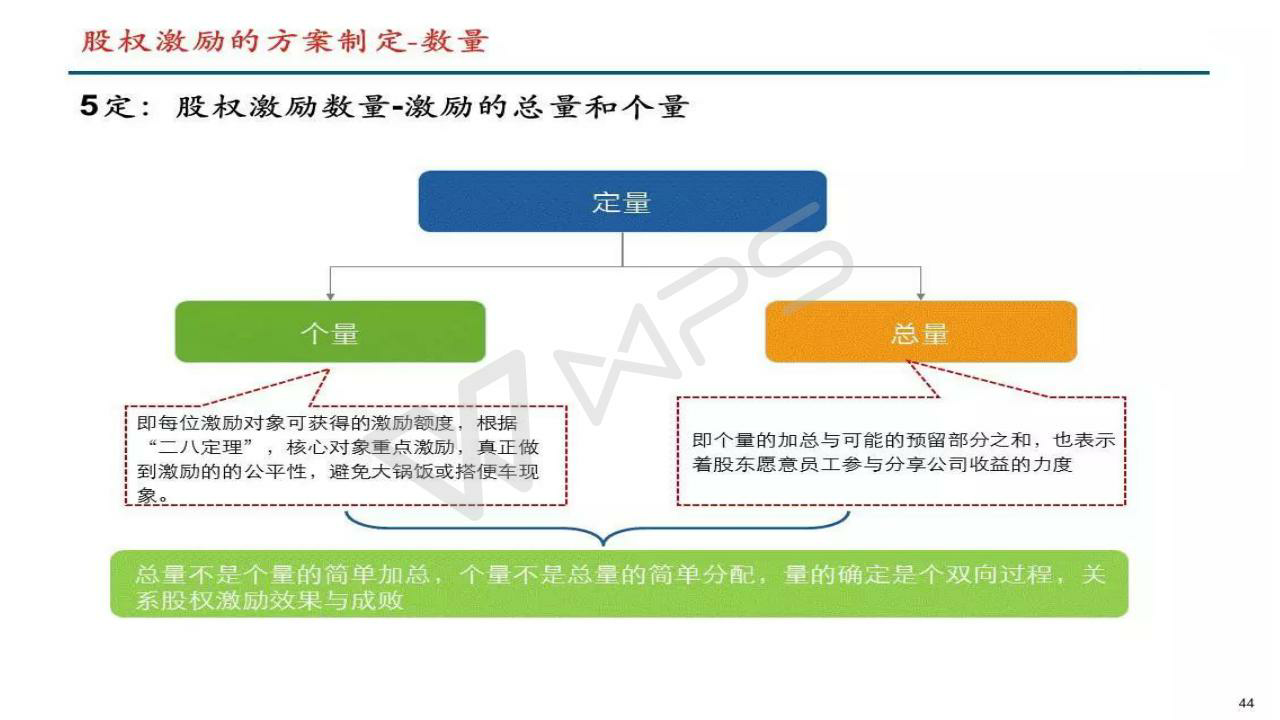 股权激励的方案制定-数量
5定：股权激励数量-激励的总量和个量
定量
个量
总量
即每位激励对象可获得的激励额度，根据
“二八定理”，核心对象重点激励，真正做
到激励的的公平性，避免大锅饭或搭便车现
象。
即个量的加总与可能的预留部分之和，也表示
着股东愿意员工参与分享公司收益的力度
总量不是个量的简单加总，个量不是总量的简单分配，量的确定是个双向过程，关
系股权激励效果与成败
WPS
44